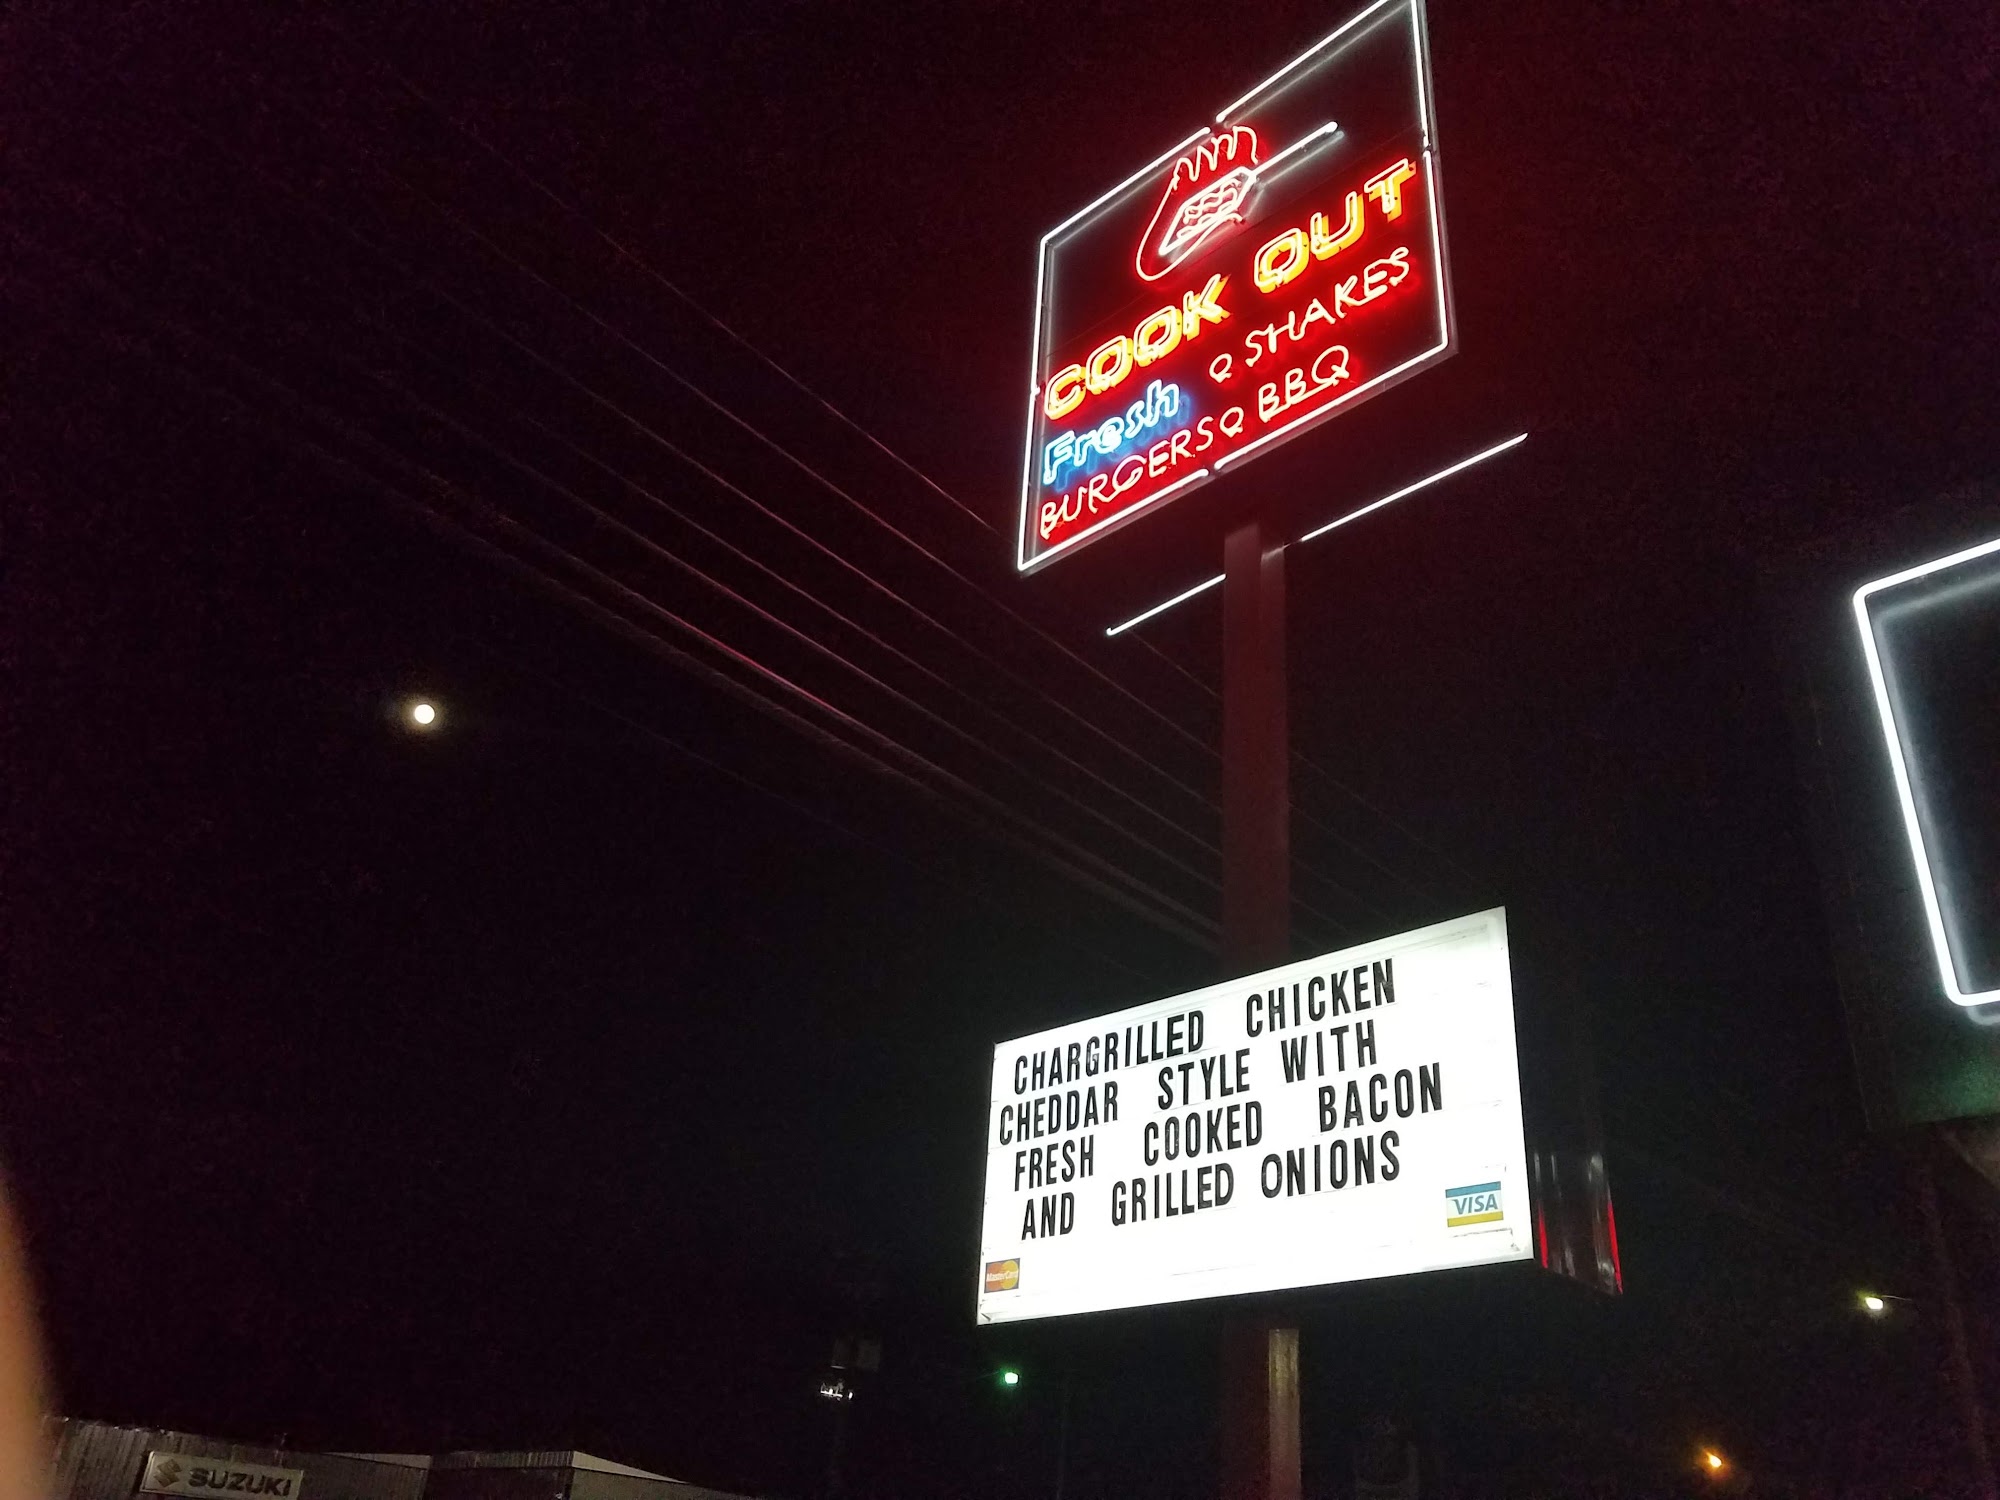 COOK OUT
Fresh SHAKES
BURGERS BBQ
CHARGRILLED CHICKEN
CHEDDAR STYLE WITH
FRESH COOKED BACON
AND GRILLED ONIONS
VISA
MasterCard
SUZUKI